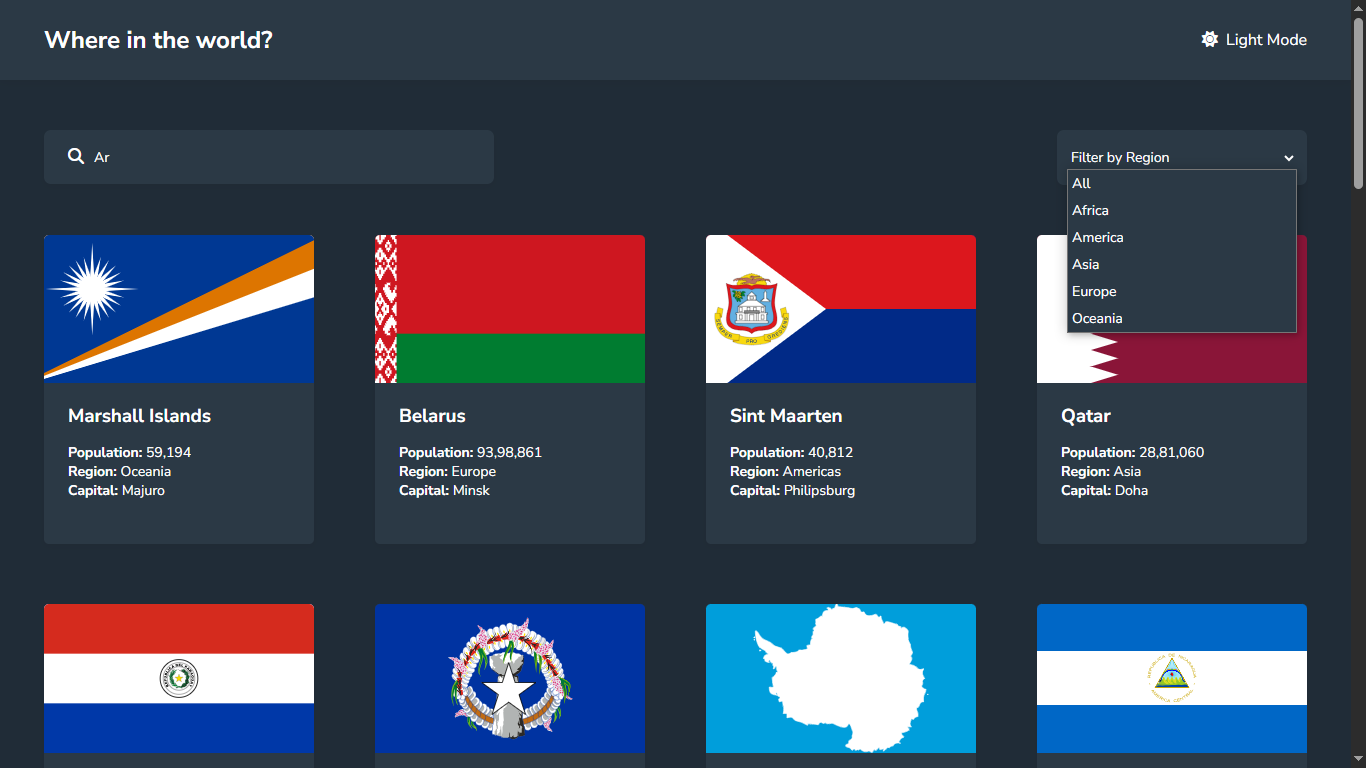 Where in the world?
Light Mode
Ar
Filter by Region
All
Africa
America
Asia
Europe
Oceania
Marshall Islands
Population: 59,194
Region: Oceania
Capital: Majuro
Belarus
Population: 93,98,861
Region: Europe
Capital: Minsk
Sint Maarten
Population: 40,812
Region: Americas
Capital: Philipsburg
Qatar
Population: 28,81,060
Region: Asia
Capital: Doha